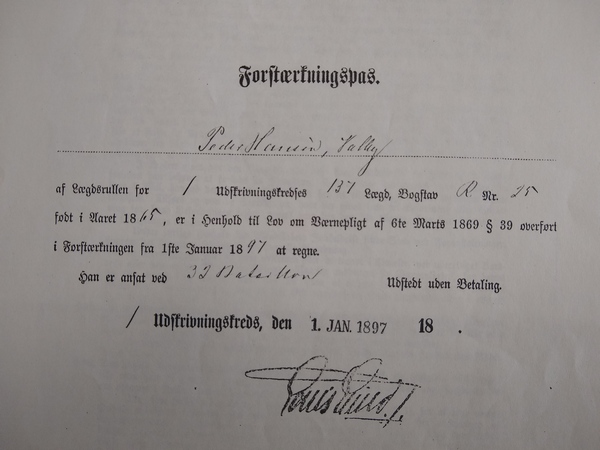 Forstærkningspas.
Peder Hansen, Valby
af Lægdsrullen for 1 Udskrivningskredses 137 Lægd, Bogstav R Nr. 25
født i Aaret 1865, er i Henhold til Lov om Værnepligt af 6te Marts 1869 § 39 overført
i Forstærkningen fra 1ste Januar 1897 at regne.
Han er ansat ved 32 Bataillon Udstedt uden Betaling.
1 Udskrivningskreds, den 1. JAN. 1897 18 .